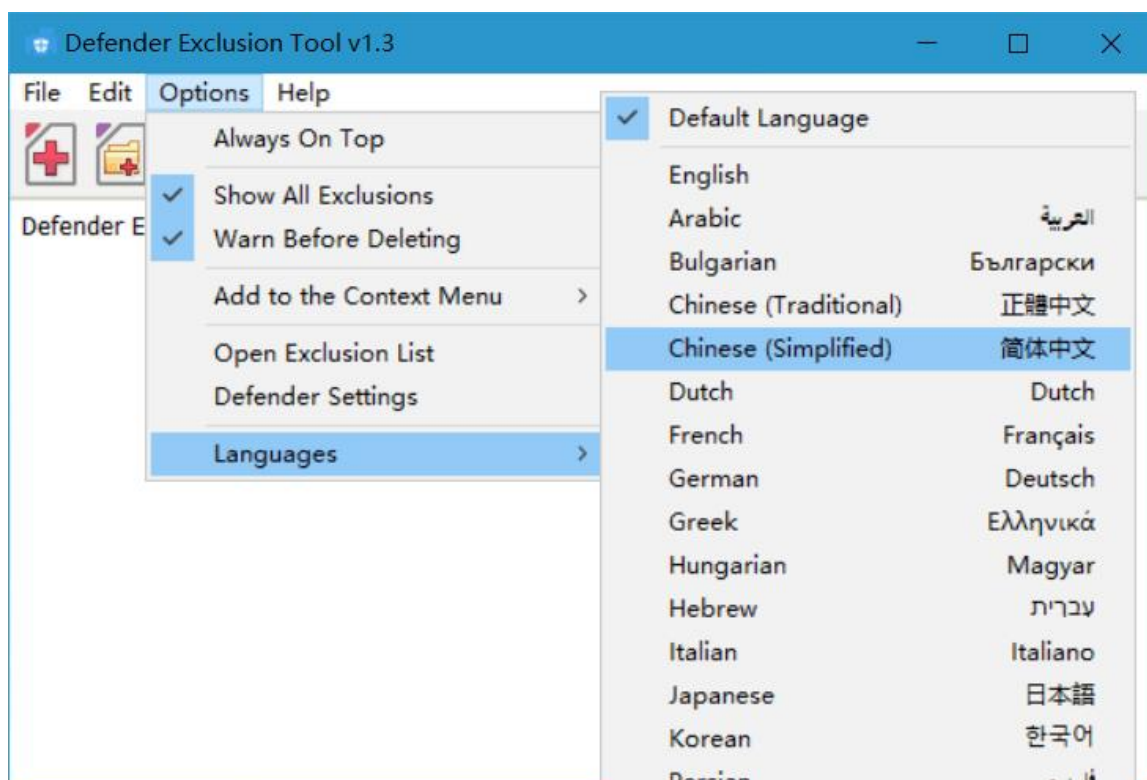 Defender Exclusion Tool v1.3
File Edit Options Help
Defender E
Always On Top
Show All Exclusions
Warn Before Deleting
Add to the Context Menu
Open Exclusion List
Defender Settings
Languages
Default Language
English
Arabic العربية
Bulgarian Български
Chinese (Traditional) 正體中文
Chinese (Simplified) 简体中文
Dutch Dutch
French Français
German Deutsch
Greek Ελληνικά
Hungarian Magyar
Hebrew עברית
Italian Italiano
Japanese 日本語
Korean 한국어